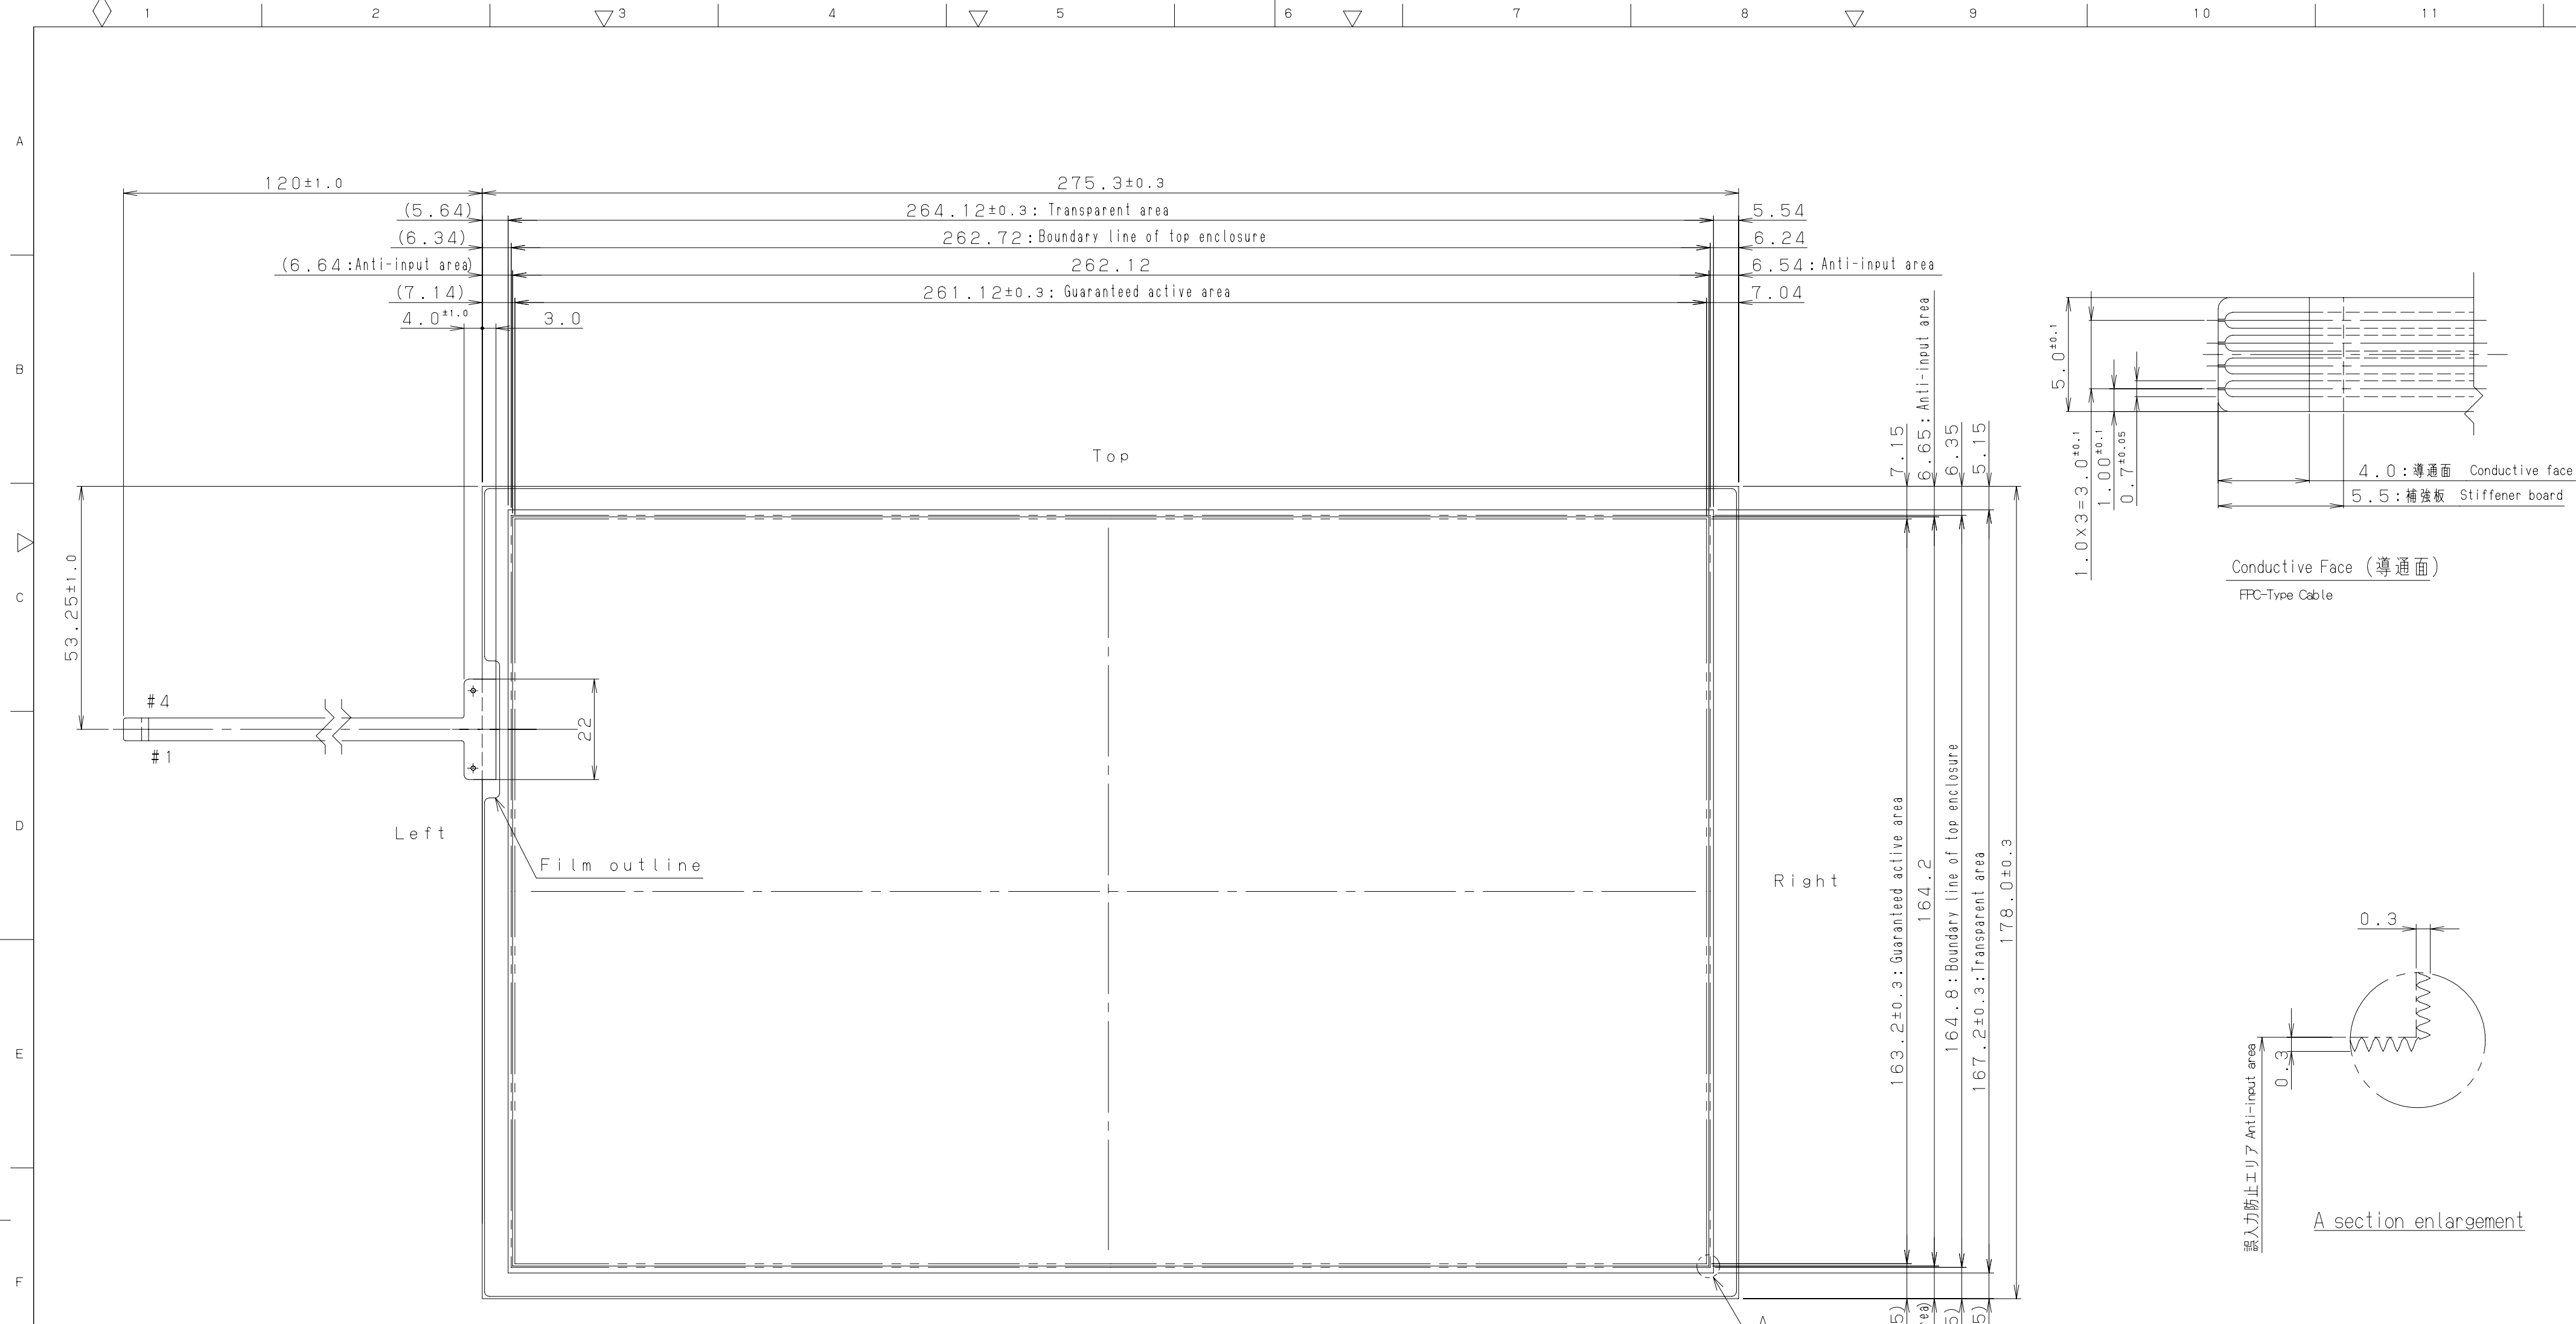 1 2 3 4 5 6 7 8 9 10 11
A
B
C
D
E
F
120±1.0
275.3±0.3
(5.64)
264.12±0.3: Transparent area
5.54
(6.34)
262.72:Boundary line of top enclosure
6.24
(6.64:Anti-input area)
262.12
6.54:Anti-input area
(7.14)
261.12±0.3: Guaranteed active area
7.04
4.0±1.0
3.0
Top
53.25±1.0
#4
#1
22
Left
Film outline
Right
7.15
6.65: Anti-input area
6.35
5.15
163.2±0.3: Guaranteed active area
164.2
164.8: Boundary line of top enclosure
167.2±0.3:Transparent area
178.0±0.3
5)
rea)
5)
5)
A
5.0±0.1
1.0X3=3.0±0.1
1.00±0.1
0.7±0.05
4.0:導通面 Conductive face
5.5:補強板 Stiffener board
Conductive Face (導通面)
FPC-Type Cable
0.3
0.3
誤入力防止エリア Anti-input area
A section enlargement